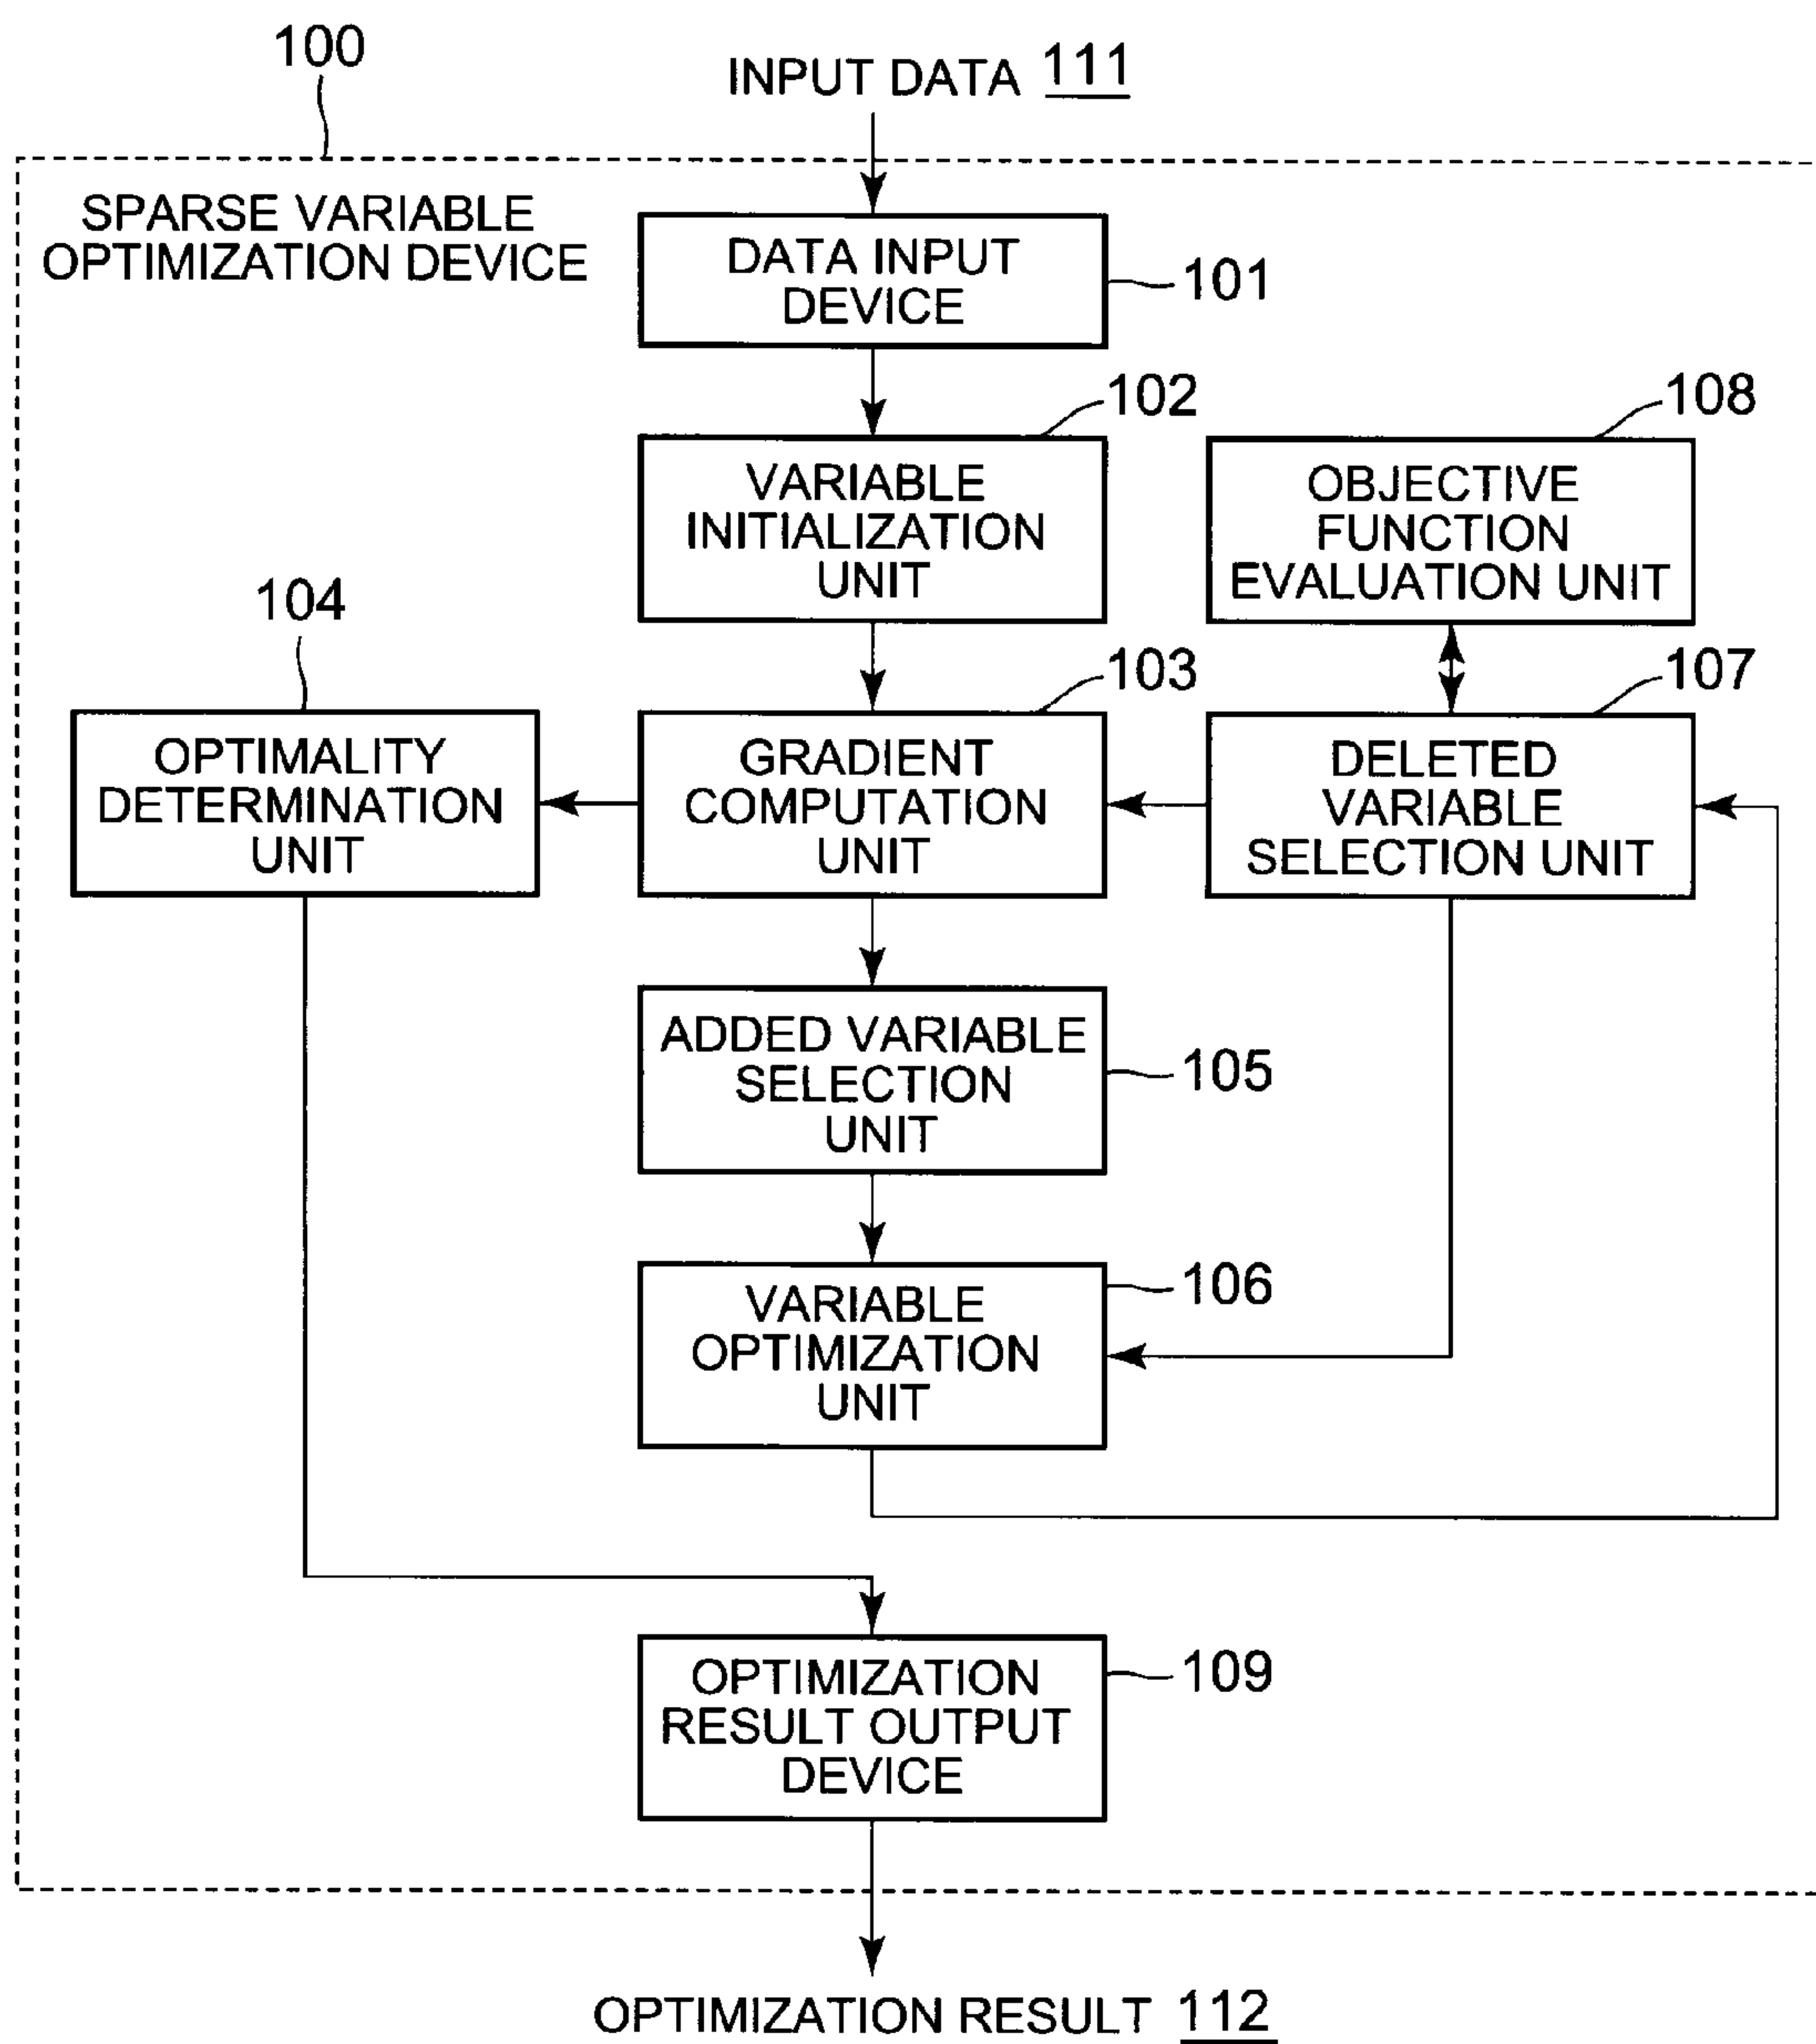 100
INPUT DATA 111
SPARSE VARIABLE
OPTIMIZATION DEVICE
DATA INPUT
DEVICE
101
102
VARIABLE
INITIALIZATION
UNIT
108
OBJECTIVE
FUNCTION
EVALUATION UNIT
104
OPTIMALITY
DETERMINATION
UNIT
103
GRADIENT
COMPUTATION
UNIT
107
DELETED
VARIABLE
SELECTION UNIT
ADDED VARIABLE
SELECTION
UNIT
105
VARIABLE
OPTIMIZATION
UNIT
106
OPTIMIZATION
RESULT OUTPUT
DEVICE
109
OPTIMIZATION RESULT 112